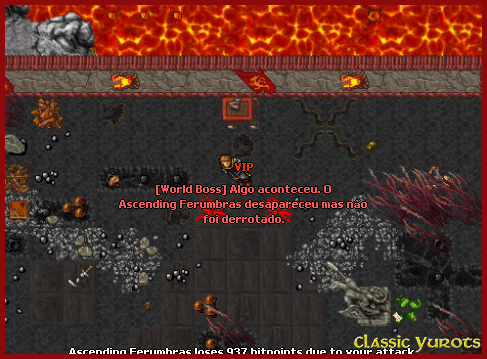 VIP
[World Boss] Algo aconteceu. O
Ascending Ferumbras desapareceu mas não
foi derrotado.
Classic Yurots
Ascending Ferumbras loses 937 hitpoints due to your attack.